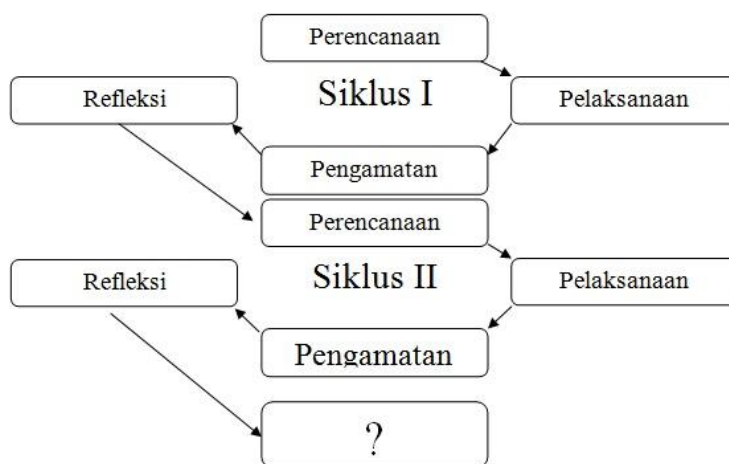 Perencanaan
Siklus I
Refleksi
Pelaksanaan
Pengamatan
Perencanaan
Siklus II
Refleksi
Pelaksanaan
Pengamatan
?